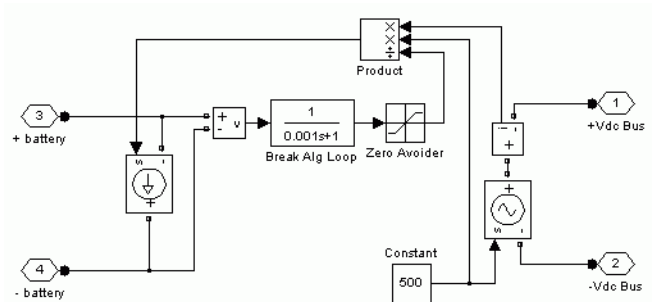 ×
×
÷
Product
3
+ battery
+
-
v
1
0.001s+1
Break Alg Loop
Zero Avoider
1
+Vdc Bus
i
-
+
s
-
+
+
s
-
4
- battery
Constant
500
2
-Vdc Bus